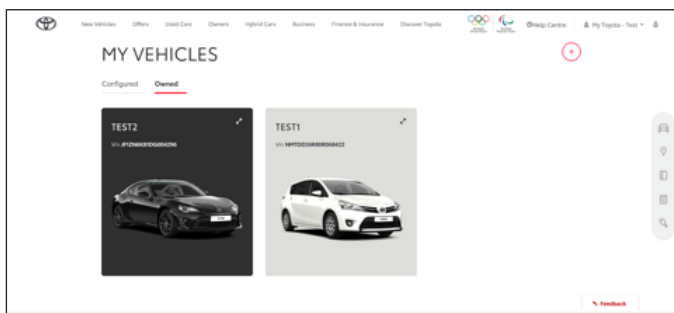 New Vehicles Offers Used Cars Owners Hybrid Cars Business Finance & Insurance Discover Toyota Help Centre My Toyota - Test
MY VEHICLES
Configured Owned
TEST2 TEST1
Feedback